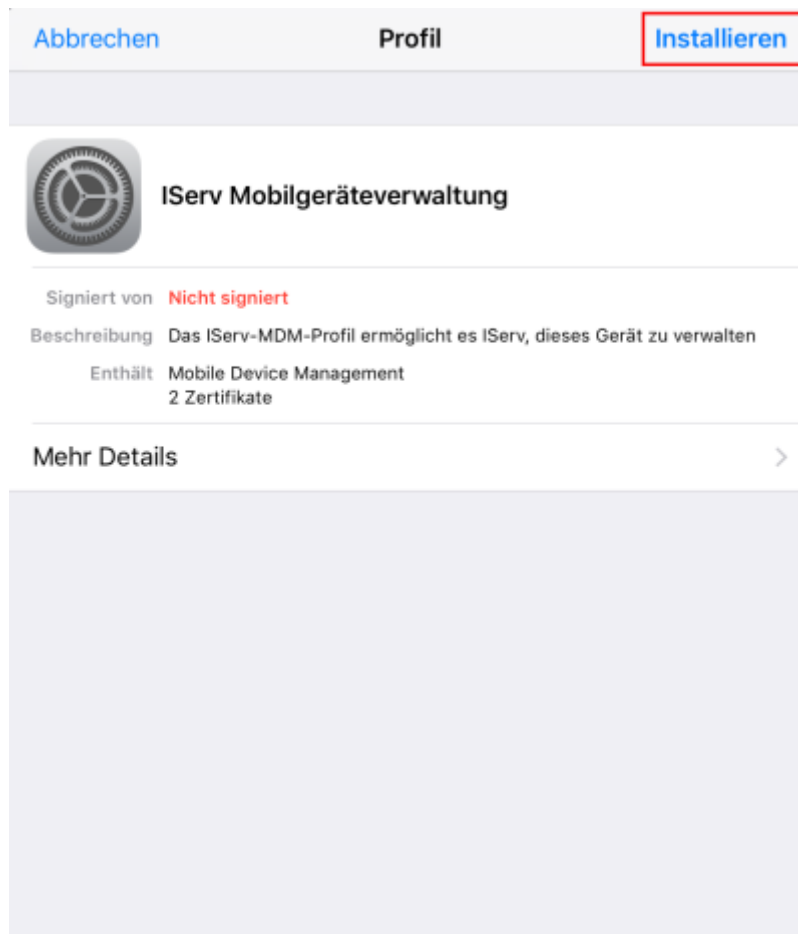 Abbrechen Profil Installieren
IServ Mobilgeräteverwaltung
Signiert von Nicht signiert
Beschreibung Das IServ-MDM-Profil ermöglicht es IServ, dieses Gerät zu verwalten
Enthält Mobile Device Management
2 Zertifikate
Mehr Details